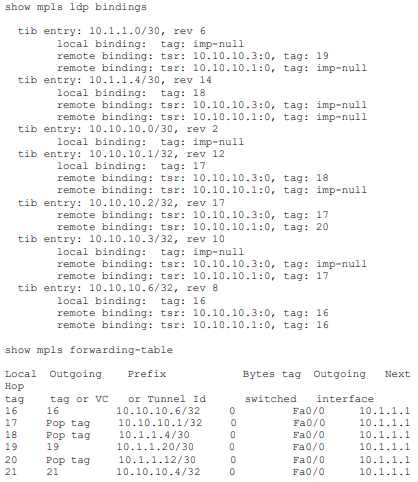 show mpls ldp bindings
tib entry: 10.1.1.0/30, rev 6
local binding: tag: imp-null
remote binding: tsr: 10.10.10.3:0, tag: 19
remote binding: tsr: 10.10.10.1:0, tag: imp-null
tib entry: 10.1.1.4/30, rev 14
local binding: tag: 18
remote binding: tsr: 10.10.10.3:0, tag: imp-null
remote binding: tsr: 10.10.10.1:0, tag: imp-null
tib entry: 10.10.10.0/30, rev 2
local binding: tag: imp-null
tib entry: 10.10.10.1/32, rev 12
local binding: tag: 17
remote binding: tsr: 10.10.10.3:0, tag: 18
remote binding: tsr: 10.10.10.1:0, tag: imp-null
tib entry: 10.10.10.2/32, rev 17
remote binding: tsr: 10.10.10.3:0, tag: 17
remote binding: tsr: 10.10.10.1:0, tag: 20
tib entry: 10.10.10.3/32, rev 10
local binding: tag: imp-null
remote binding: tsr: 10.10.10.3:0, tag: imp-null
remote binding: tsr: 10.10.10.1:0, tag: 17
tib entry: 10.10.10.6/32, rev 8
local binding: tag: 16
remote binding: tsr: 10.10.10.3:0, tag: 16
remote binding: tsr: 10.10.10.1:0, tag: 16
show mpls forwarding-table
Local Outgoing Prefix Bytes tag Outgoing Next
Hop
tag tag or VC or Tunnel Id switched interface
16 16 10.10.10.6/32 0 Fa0/0 10.1.1.1
17 Pop tag 10.10.10.1/32 0 Fa0/0 10.1.1.1
18 Pop tag 10.1.1.4/30 0 Fa0/0 10.1.1.1
19 19 10.1.1.20/30 0 Fa0/0 10.1.1.1
20 Pop tag 10.1.1.12/30 0 Fa0/0 10.1.1.1
21 21 10.10.10.4/32 0 Fa0/0 10.1.1.1